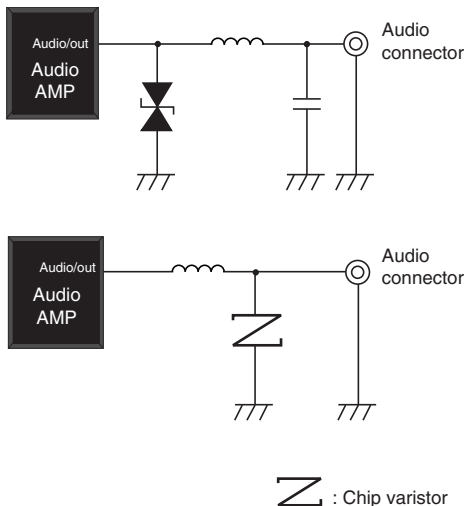 Audio/out
Audio
AMP
Audio
connector
Audio/out
Audio
AMP
Audio
connector
: Chip varistor